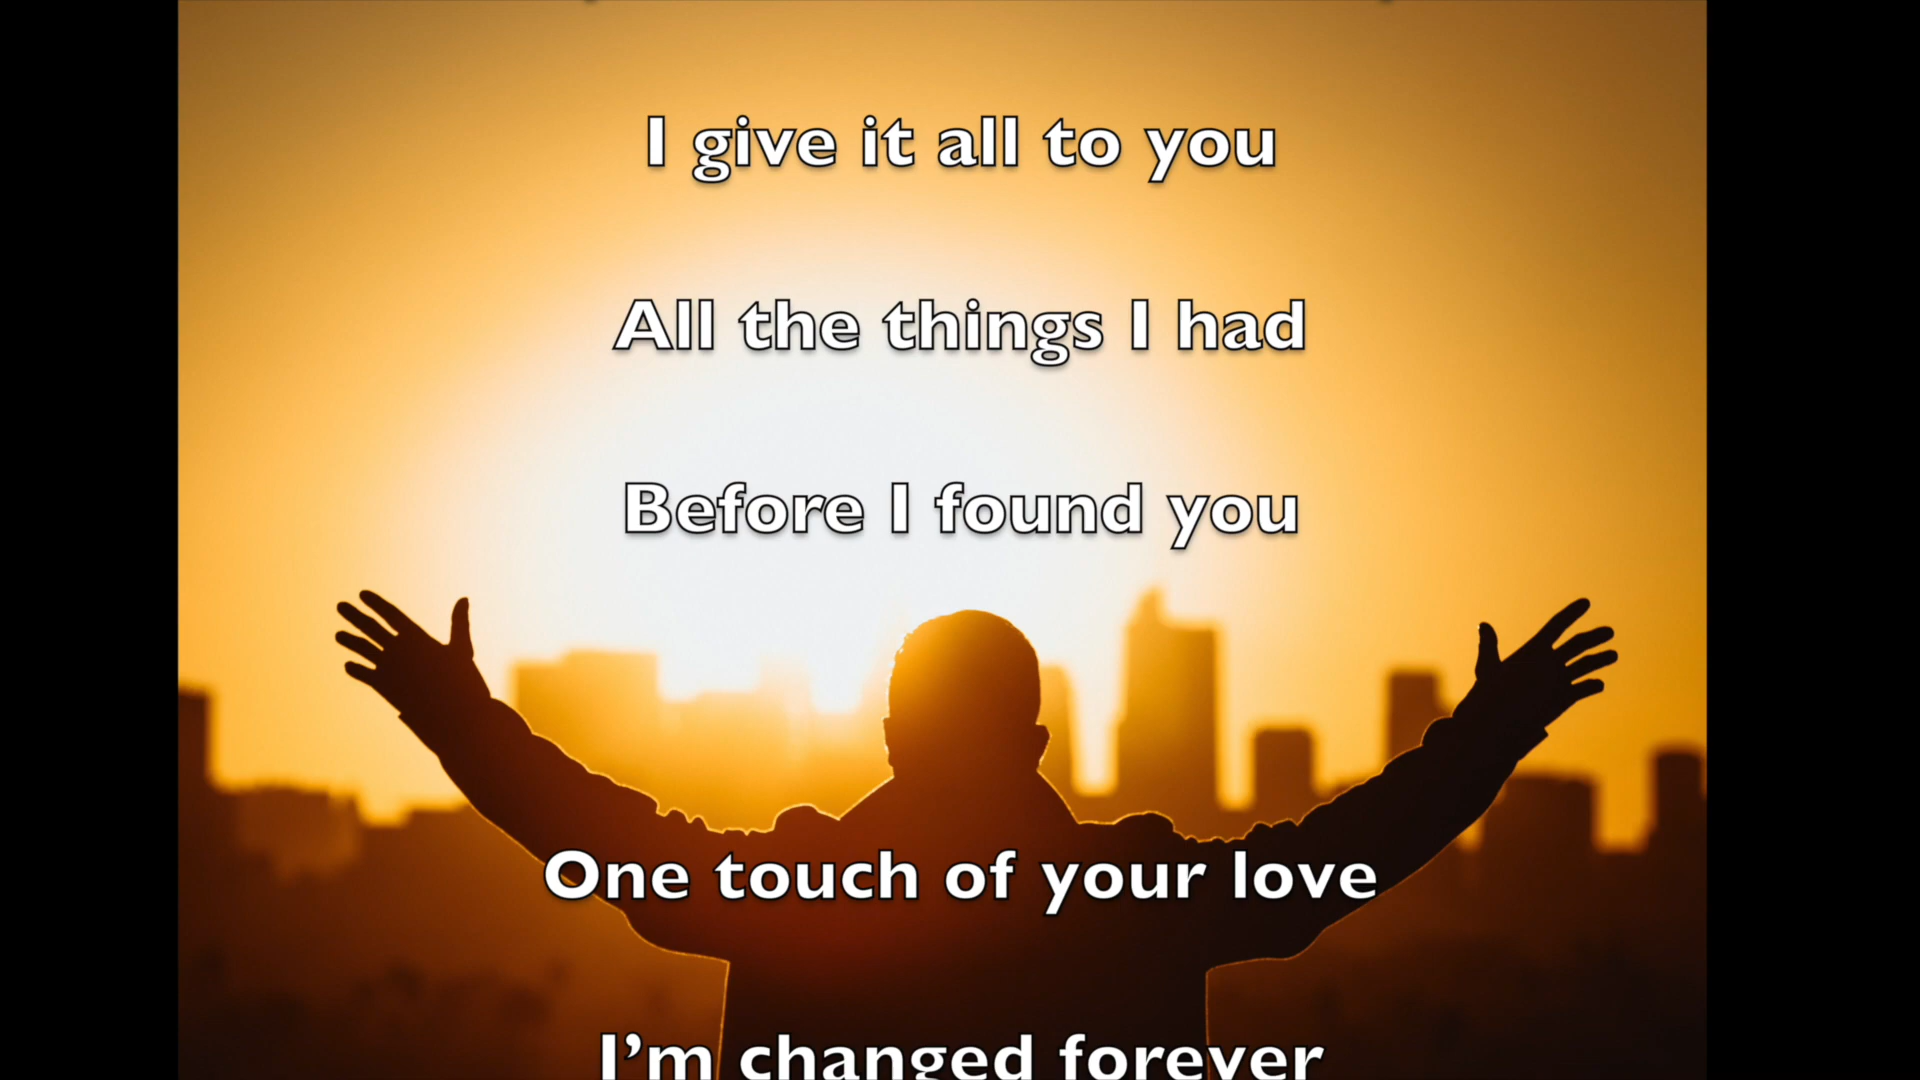 I give it all to you
All the things I had
Before I found you
One touch of your love
I’m changed forever